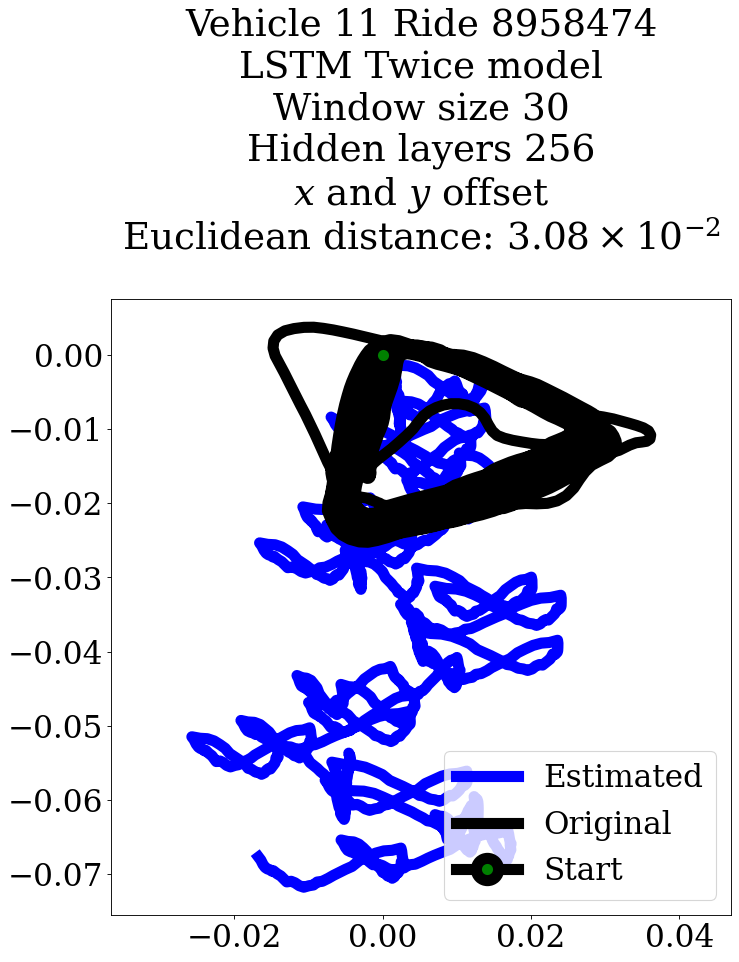 Vehicle 11 Ride 8958474
LSTM Twice model
Window size 30
Hidden layers 256
x and y offset
Euclidean distance: 3.08 × 10⁻²
0.00
−0.01
−0.02
−0.03
−0.04
−0.05
−0.06
−0.07
Estimated
Original
Start
−0.02 0.00 0.02 0.04